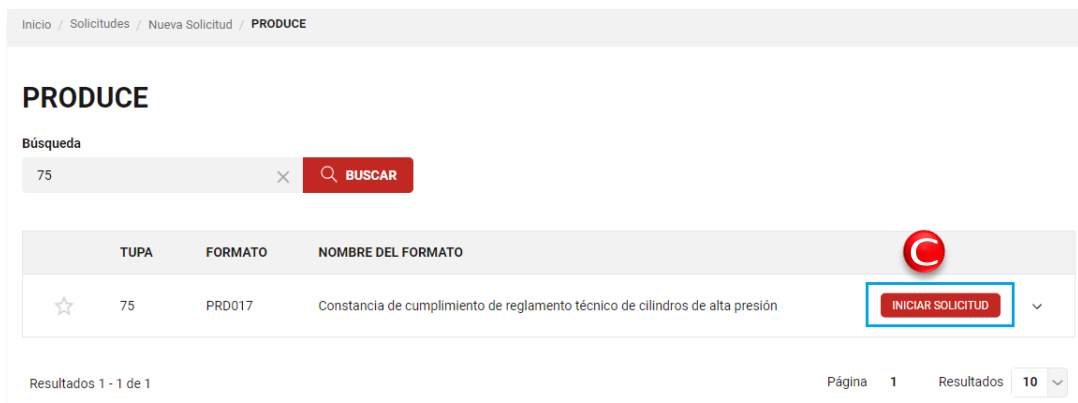 Inicio / Solicitudes / Nueva Solicitud / PRODUCE
PRODUCE
Búsqueda
75 BUSCAR
TUPA FORMATO NOMBRE DEL FORMATO
C
75 PRD017 Constancia de cumplimiento de reglamento técnico de cilindros de alta presión INICIAR SOLICITUD
Resultados 1 - 1 de 1 Página 1 Resultados 10